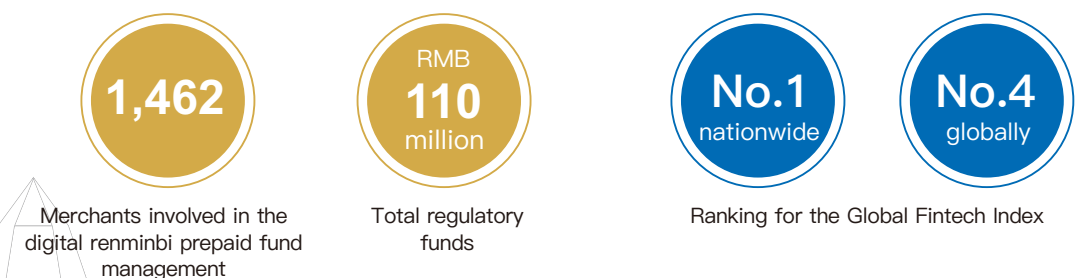 1,462
Merchants involved in the
digital renminbi prepaid fund
management
RMB
110
million
Total regulatory
funds
No.1
nationwide
No.4
globally
Ranking for the Global Fintech Index